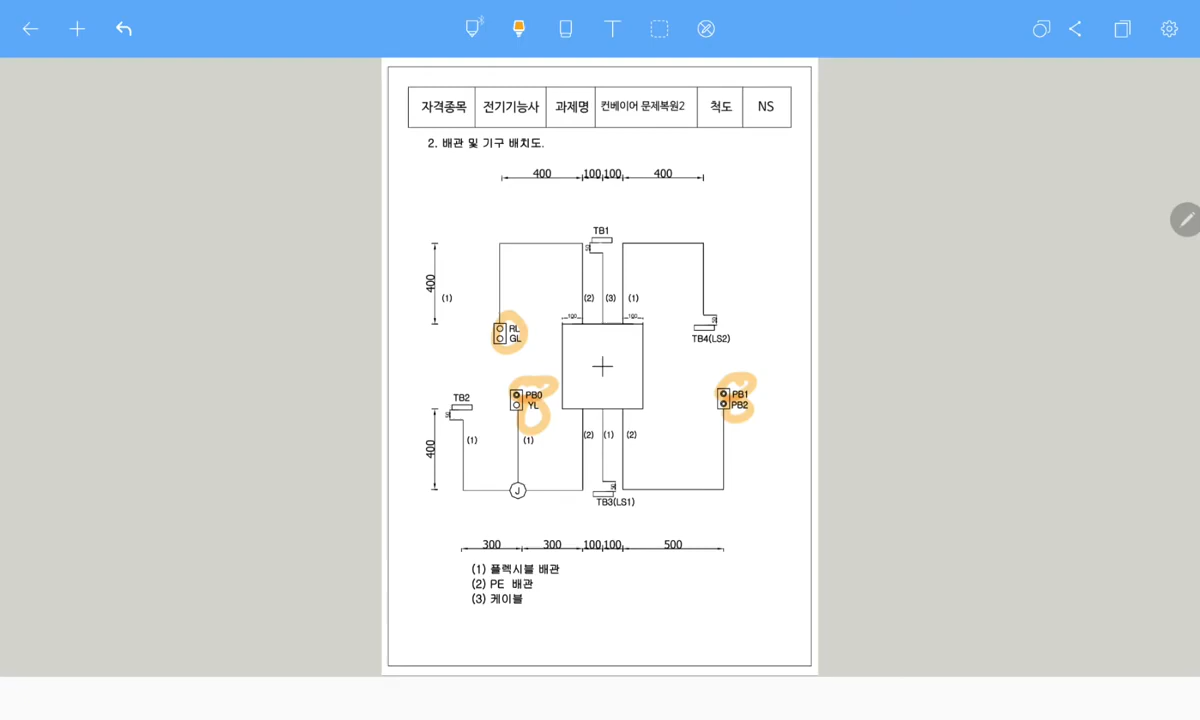 자격종목 전기기능사 과제명 컨베이어 문제복원2 척도 NS
2. 배관 및 기구 배치도.
400 100 100 400
TB1
50
400
(1) (2) (3) (1)
100 100
RL
GL
50
TB4(LS2)
TB2
PB0
YL
PB1
PB2
50
400
(1) (1) (2) (1) (2)
J
50
TB3(LS1)
300 300 100 100 500
(1) 플렉시블 배관
(2) PE 배관
(3) 케이블